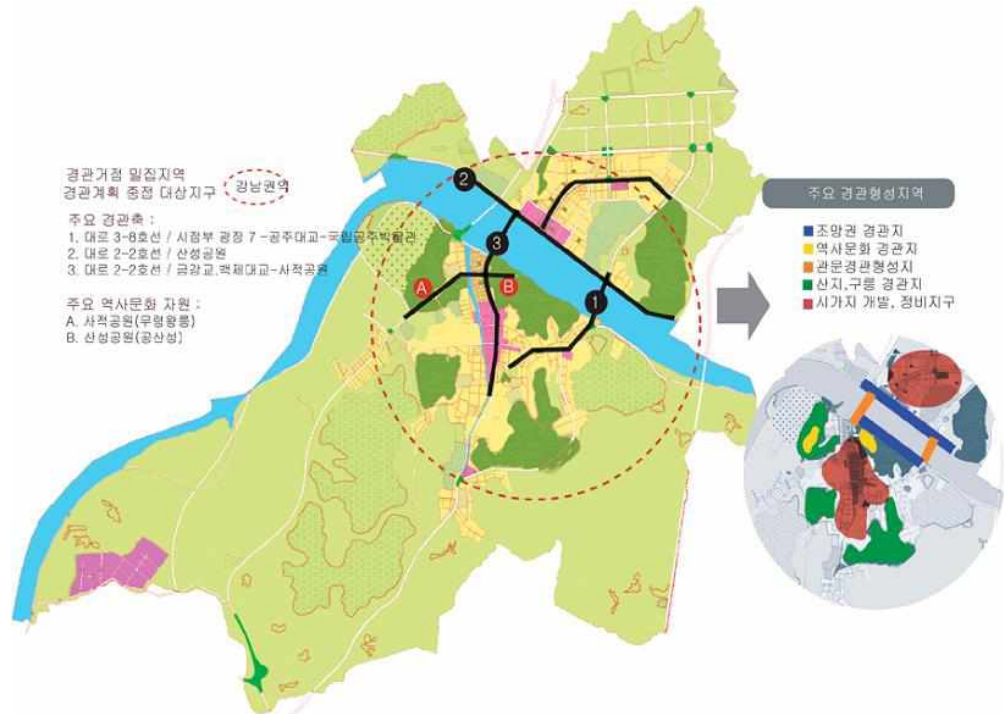 경관거점 밀집지역
경관계획 중점 대상지구
강남권역
주요 경관축 :
1. 대로 3-8호선 / 시점부 광장 7 -공주대교-국립공주박물관
2. 대로 2-2호선 / 산성공원
3. 대로 2-2호선 / 금강교,백제대교-사적공원
주요 역사문화 자원 :
A. 사적공원(무령왕릉)
B. 산성공원(공산성)
2
3
1
A
B
주요 경관형성지역
조망권 경관지
역사문화 경관지
관문경관형성지
산지,구릉 경관지
시가지 개발, 정비지구